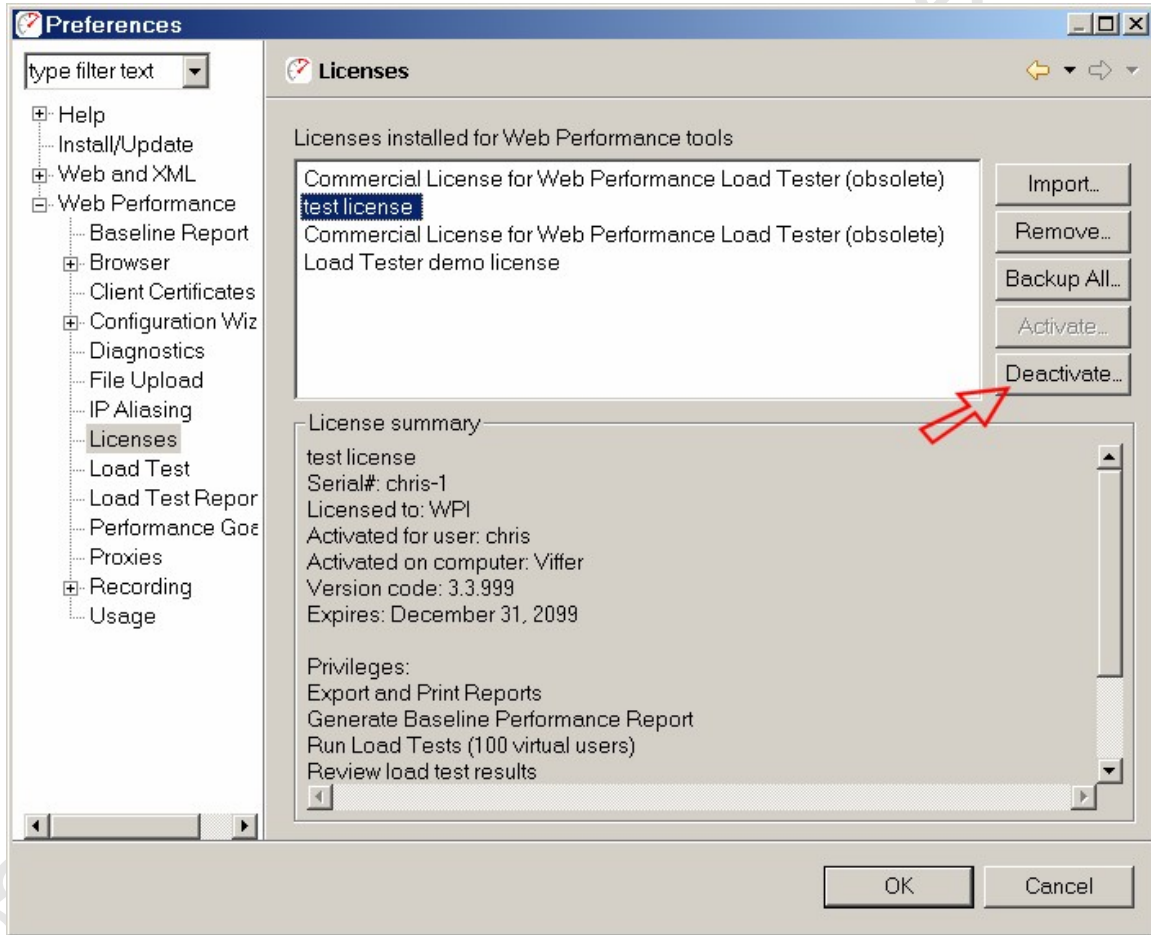 Preferences
type filter text
Help
Install/Update
Web and XML
Web Performance
Baseline Report
Browser
Client Certificates
Configuration Wiz
Diagnostics
File Upload
IP Aliasing
Licenses
Load Test
Load Test Repor
Performance Goa
Proxies
Recording
Usage
Licenses
Licenses installed for Web Performance tools
Commercial License for Web Performance Load Tester (obsolete)
test license
Commercial License for Web Performance Load Tester (obsolete)
Load Tester demo license
Import...
Remove...
Backup All...
Activate...
Deactivate...
License summary
test license
Serial#: chris-1
Licensed to: WPI
Activated for user: chris
Activated on computer: Viffer
Version code: 3.3.999
Expires: December 31, 2099
Privileges:
Export and Print Reports
Generate Baseline Performance Report
Run Load Tests (100 virtual users)
Review load test results
OK
Cancel